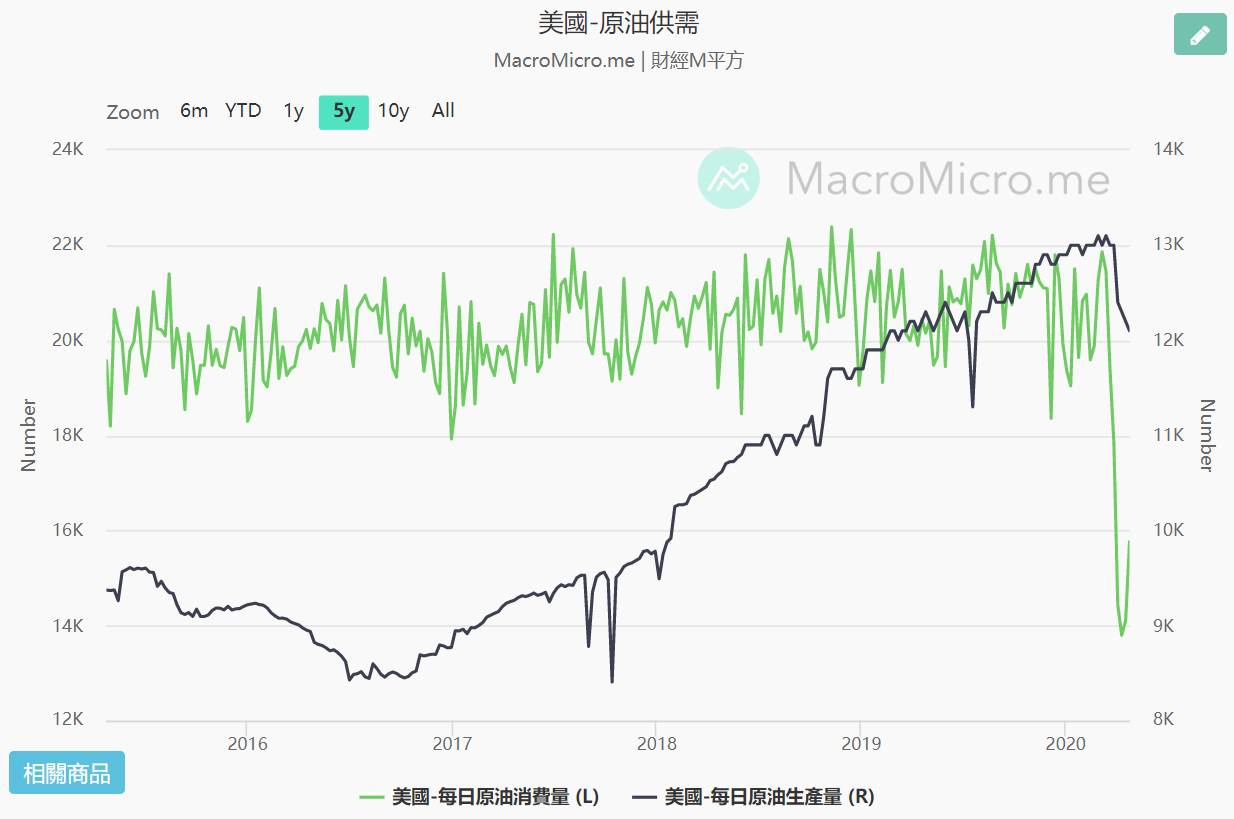 美國-原油供需
MacroMicro.me | 財經M平方
Zoom 6m YTD 1y 5y 10y All
MacroMicro.me
24K
22K
20K
18K
16K
14K
12K
Number
14K
13K
12K
11K
10K
9K
8K
Number
2016 2017 2018 2019 2020
相關商品
美國-每日原油消費量 (L) 美國-每日原油生產量 (R)